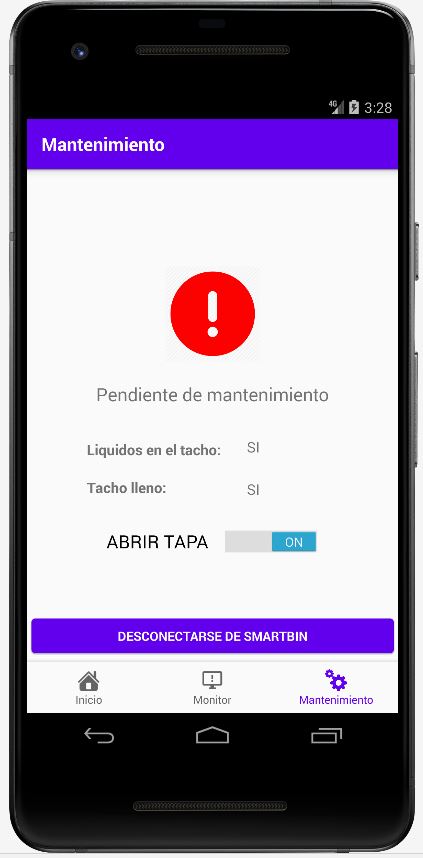 4G 3:28
Mantenimiento
Pendiente de mantenimiento
Liquidos en el tacho: SI
Tacho lleno: SI
ABRIR TAPA ON
DESCONECTARSE DE SMARTBIN
Inicio Monitor Mantenimiento